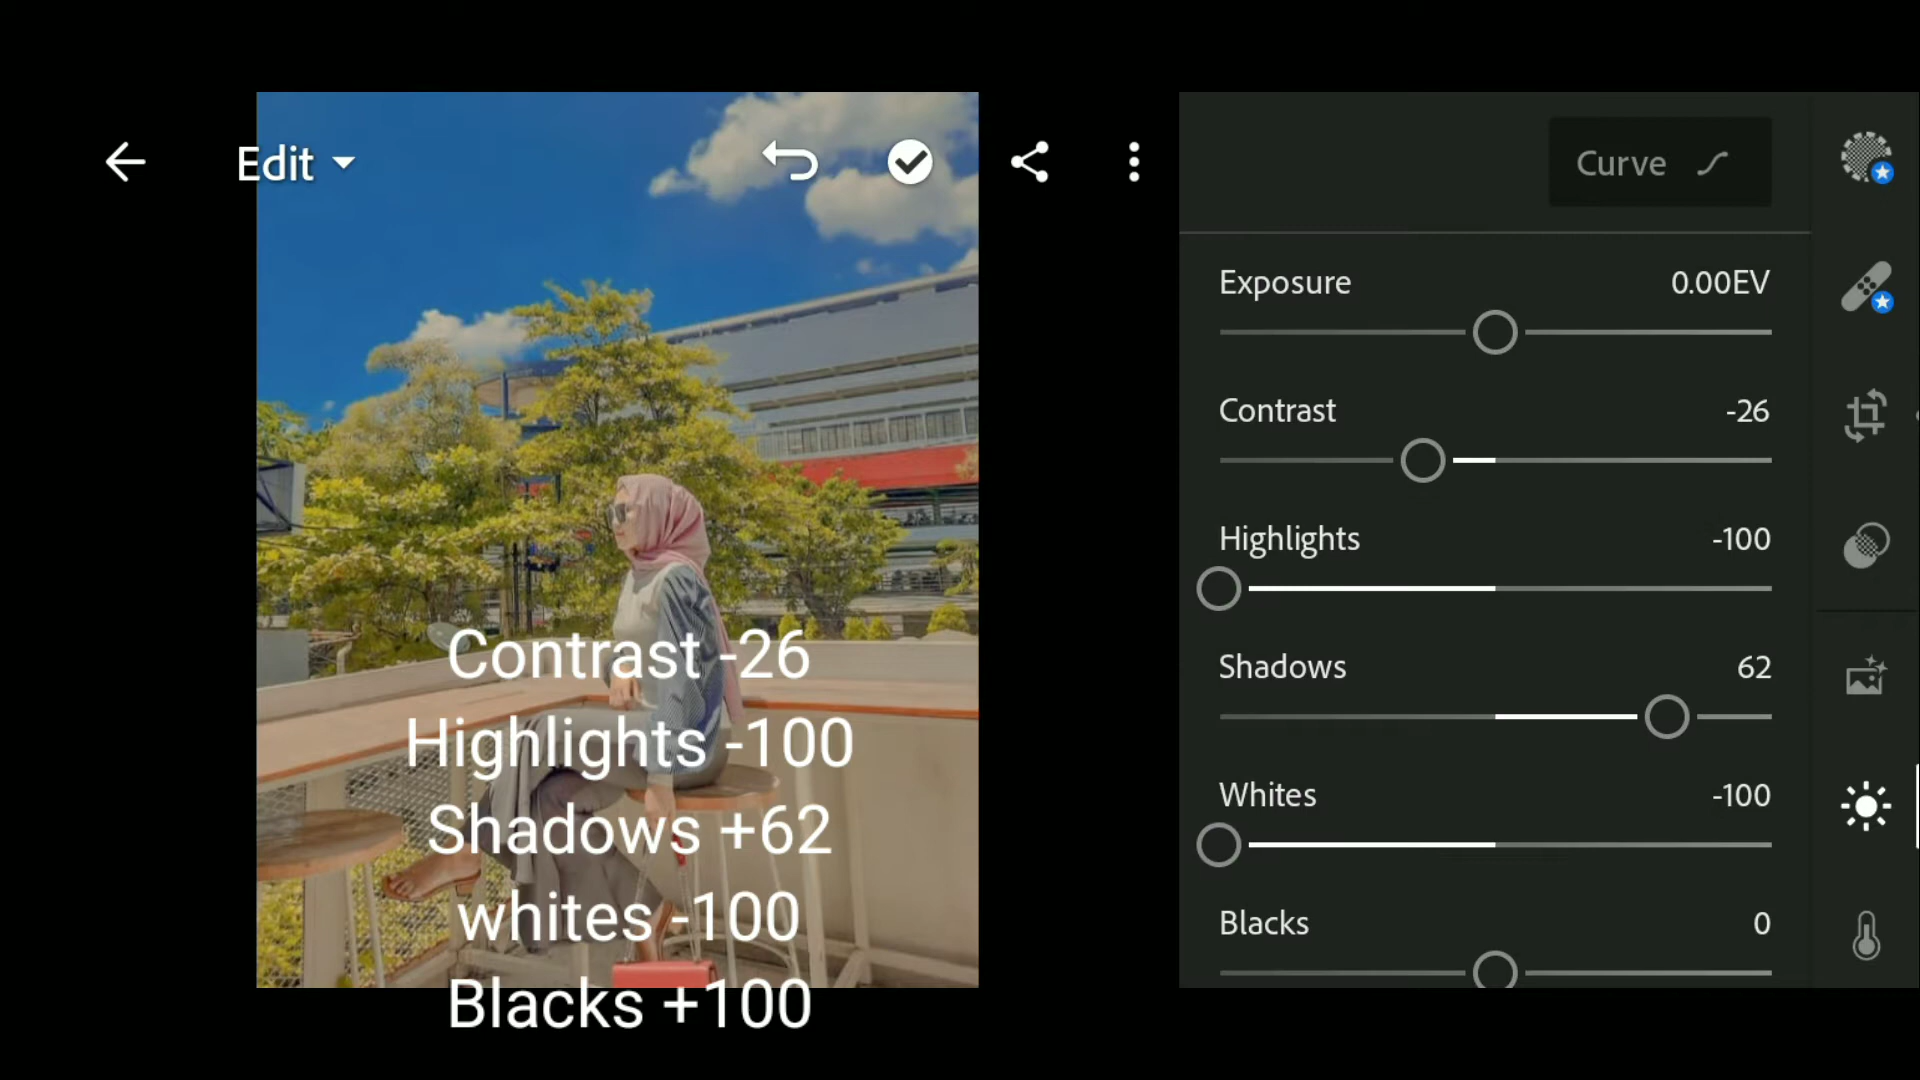 Edit
Curve
Exposure 0.00EV
Contrast -26
Highlights -100
Shadows 62
Whites -100
Blacks 0
Contrast -26
Highlights -100
Shadows +62
whites -100
Blacks +100